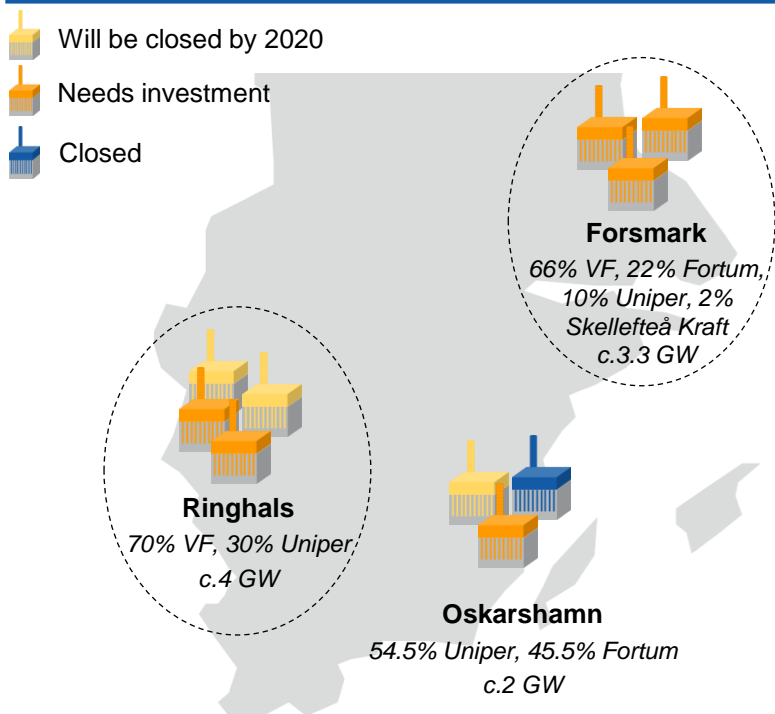 Will be closed by 2020
Needs investment
Closed
Forsmark
66% VF, 22% Fortum,
10% Uniper, 2%
Skellefteå Kraft
c.3.3 GW
Ringhals
70% VF, 30% Uniper
c.4 GW
Oskarshamn
54.5% Uniper, 45.5% Fortum
c.2 GW